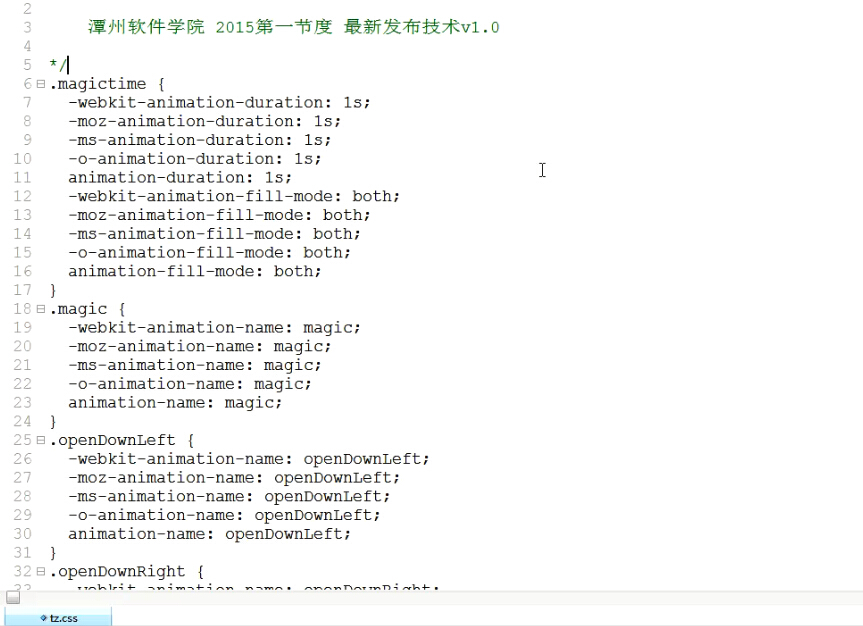 2
3 潭州软件学院 2015第一节度 最新发布技术v1.0
4
5 */
6 .magictime {
7 -webkit-animation-duration: 1s;
8 -moz-animation-duration: 1s;
9 -ms-animation-duration: 1s;
10 -o-animation-duration: 1s;
11 animation-duration: 1s;
12 -webkit-animation-fill-mode: both;
13 -moz-animation-fill-mode: both;
14 -ms-animation-fill-mode: both;
15 -o-animation-fill-mode: both;
16 animation-fill-mode: both;
17 }
18 .magic {
19 -webkit-animation-name: magic;
20 -moz-animation-name: magic;
21 -ms-animation-name: magic;
22 -o-animation-name: magic;
23 animation-name: magic;
24 }
25 .openDownLeft {
26 -webkit-animation-name: openDownLeft;
27 -moz-animation-name: openDownLeft;
28 -ms-animation-name: openDownLeft;
29 -o-animation-name: openDownLeft;
30 animation-name: openDownLeft;
31 }
32 .openDownRight {
33 -webkit-animation-name: openDownRight;
tz.css